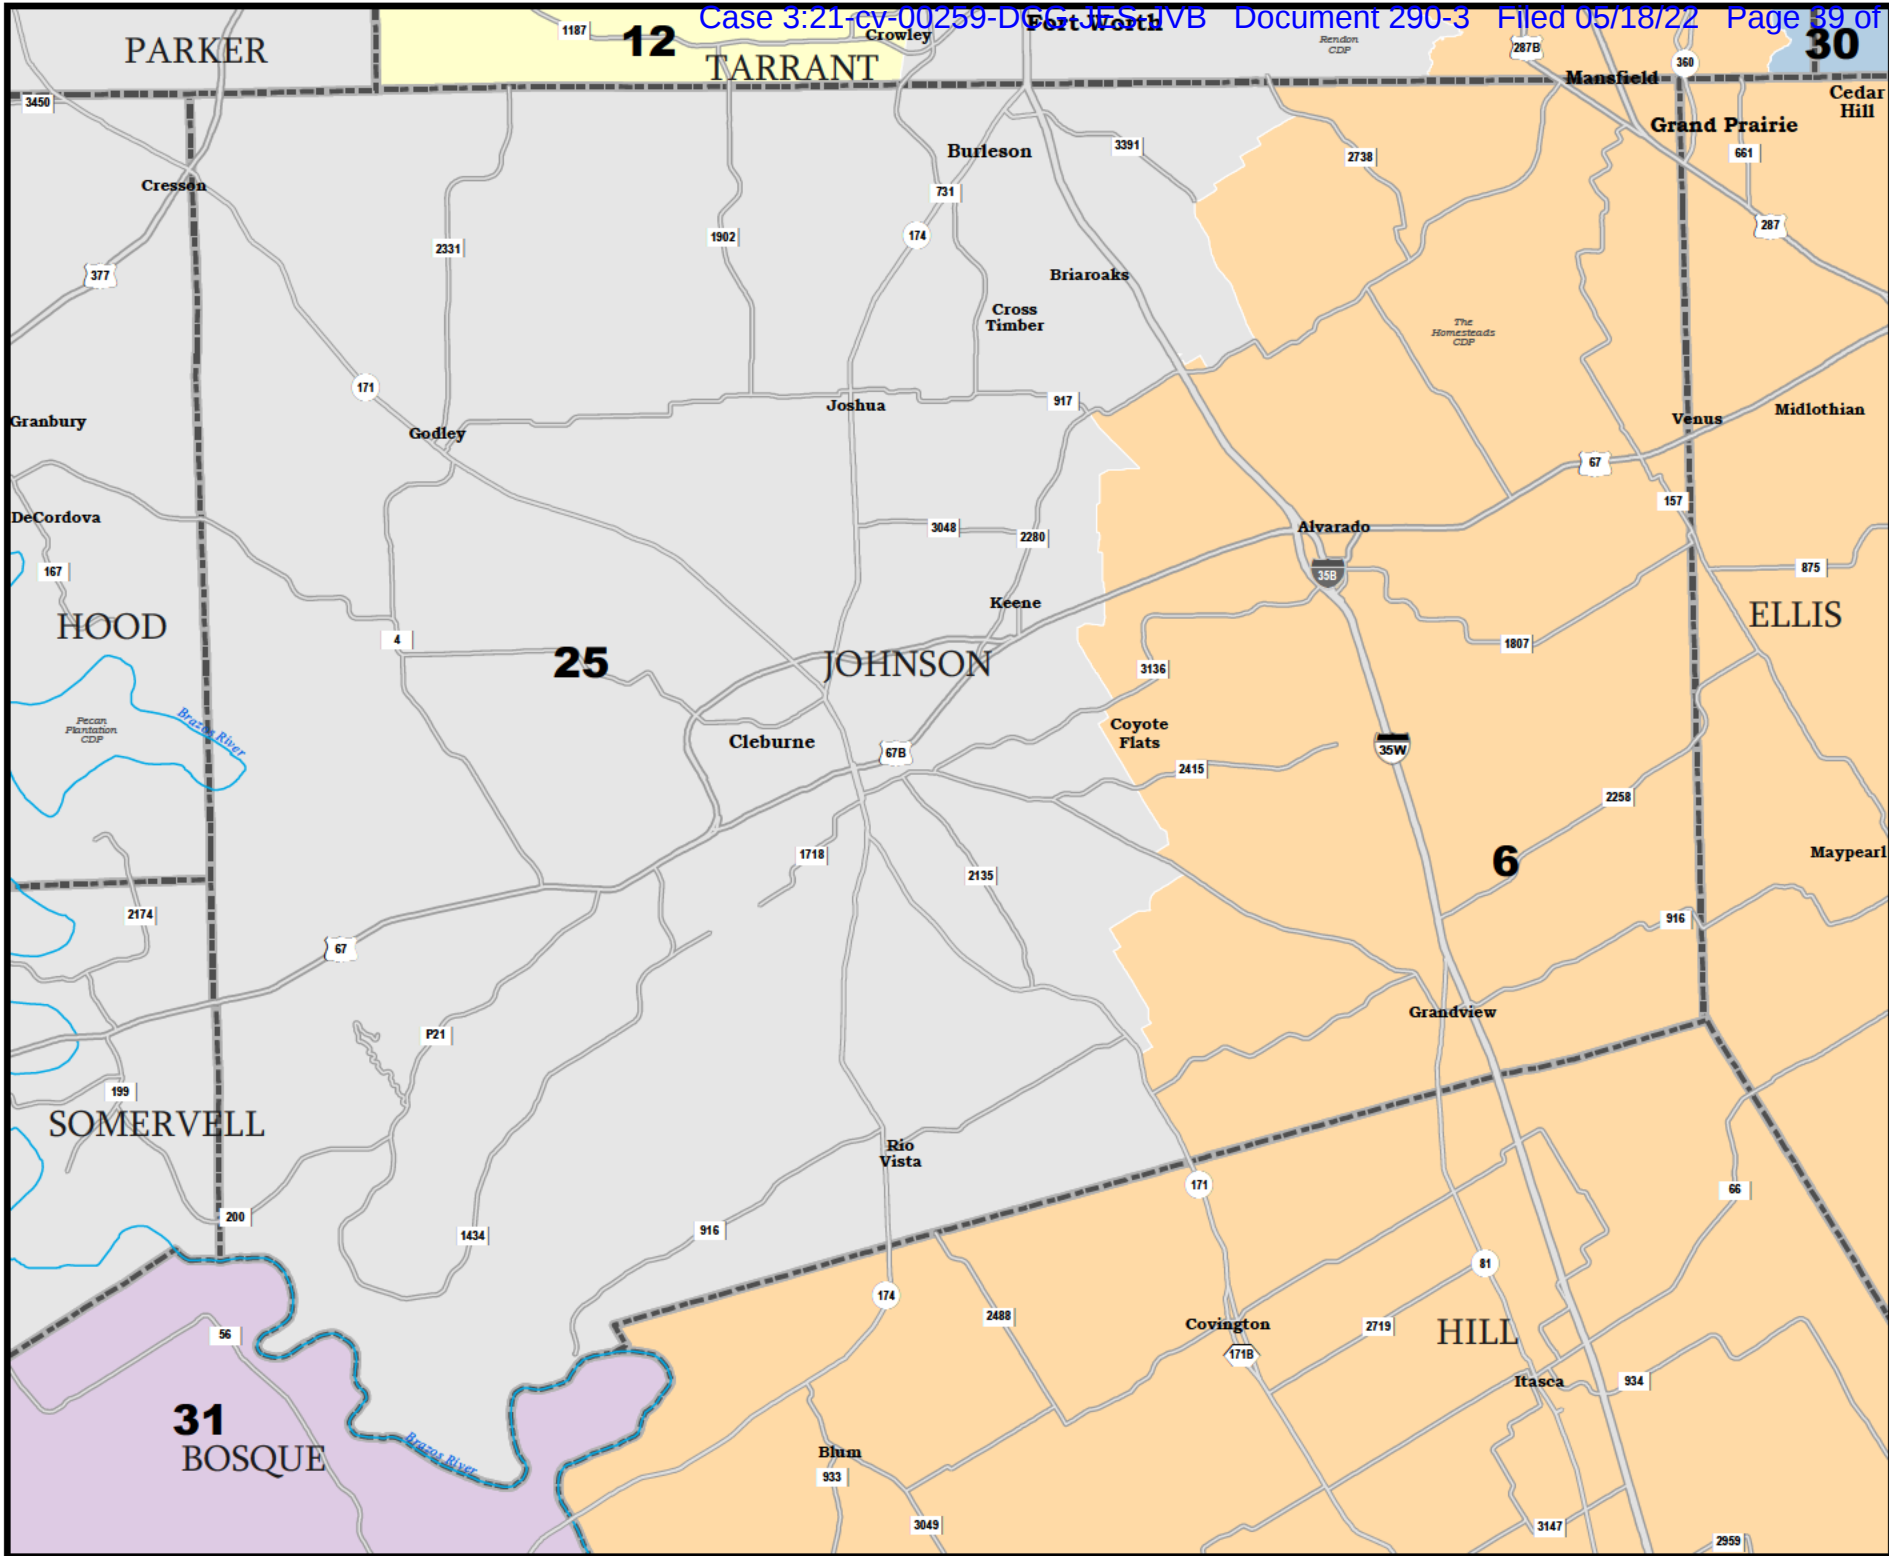 Case 3:21-cv-00259-DCG-JES-JVB Document 290-3 Filed 05/18/22 Page 39 of
PARKER
1187
12
Crowley
Fort Worth
TARRANT
Rendon
CDP
287B
360
30
Mansfield
Cedar
Hill
3450
Grand Prairie
661
Burleson
3391
2738
Cresson
731
174
287
377
2331
1902
Briaroaks
Cross
Timber
The
Homesteads
CDP
171
917
Joshua
Granbury
Godley
Venus
Midlothian
67
157
DeCordova
3048
2280
Alvarado
167
35B
875
Keene
HOOD
ELLIS
4
25
JOHNSON
1807
3136
Pecan
Plantation
CDP
Brazos River
Coyote
Flats
Cleburne
67B
35W
2415
2258
1718
2135
6
Maypearl
2174
916
67
Grandview
P21
199
SOMERVELL
Rio
Vista
171
66
200
1434
916
81
174
56
2488
Covington
2719
HILL
171B
Itasca
934
31
BOSQUE
Brazos River
Blum
933
3049
3147
2959